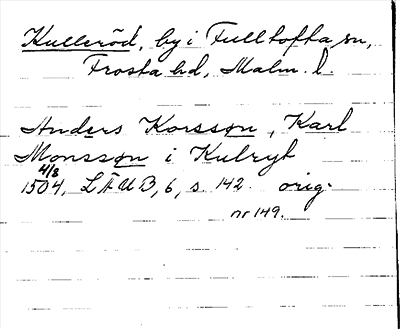 Kulleröd, by i Fulltofta sn,
Frosta hd, Malm. l.
Anders Korsson, Karl
Monsson i Kulryt
4/8
1504, LÄUB, 6, s. 142. orig.
nr 149.